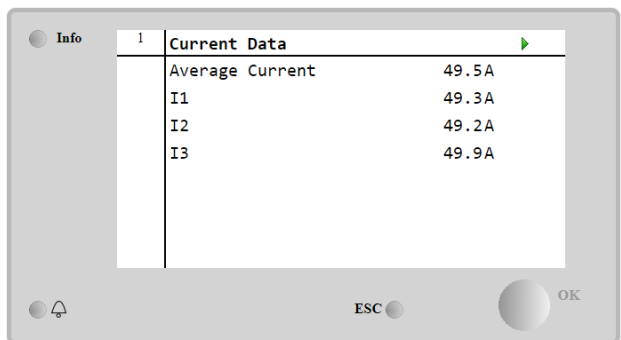 Info
1 Current Data
Average Current 49.5A
I1 49.3A
I2 49.2A
I3 49.9A
ESC OK